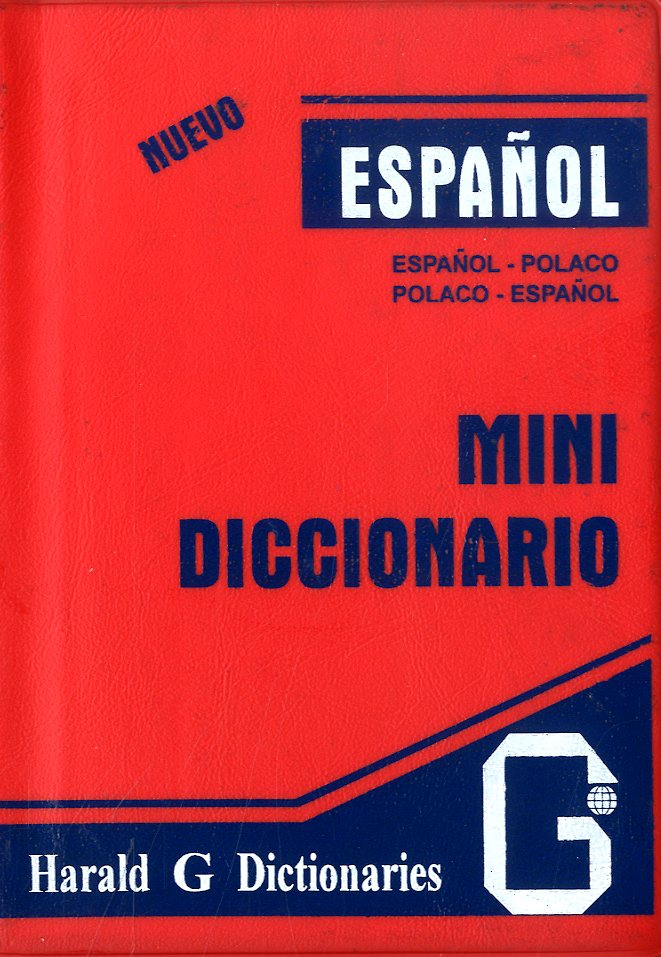 NUEVO
ESPAÑOL
ESPAÑOL - POLACO
POLACO - ESPAÑOL
MINI
DICCIONARIO
G
Harald G Dictionaries